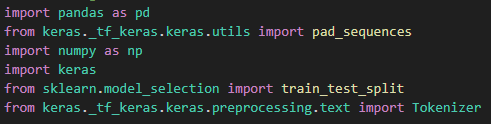 import pandas as pd
from keras._tf_keras.keras.utils import pad_sequences
import numpy as np
import keras
from sklearn.model_selection import train_test_split
from keras._tf_keras.keras.preprocessing.text import Tokenizer